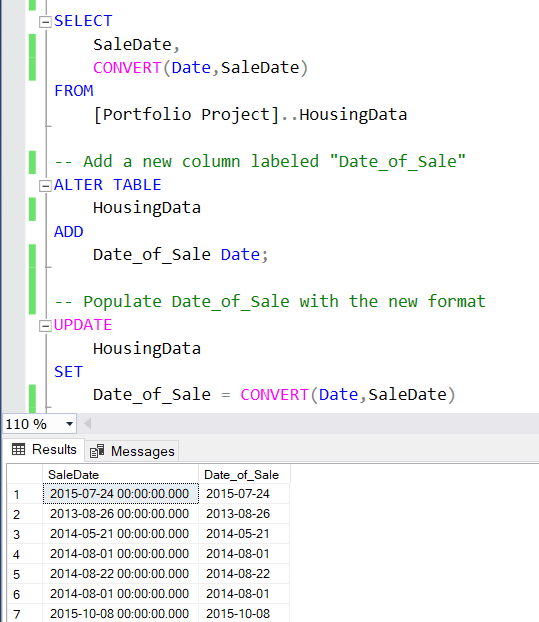 SELECT
SaleDate,
CONVERT(Date,SaleDate)
FROM
[Portfolio Project]..HousingData
-- Add a new column labeled "Date_of_Sale"
ALTER TABLE
HousingData
ADD
Date_of_Sale Date;
-- Populate Date_of_Sale with the new format
UPDATE
HousingData
SET
Date_of_Sale = CONVERT(Date,SaleDate)
110 %
Results Messages
SaleDate Date_of_Sale
1 2015-07-24 00:00:00.000 2015-07-24
2 2013-08-26 00:00:00.000 2013-08-26
3 2014-05-21 00:00:00.000 2014-05-21
4 2014-08-01 00:00:00.000 2014-08-01
5 2014-08-22 00:00:00.000 2014-08-22
6 2014-08-01 00:00:00.000 2014-08-01
7 2015-10-08 00:00:00.000 2015-10-08